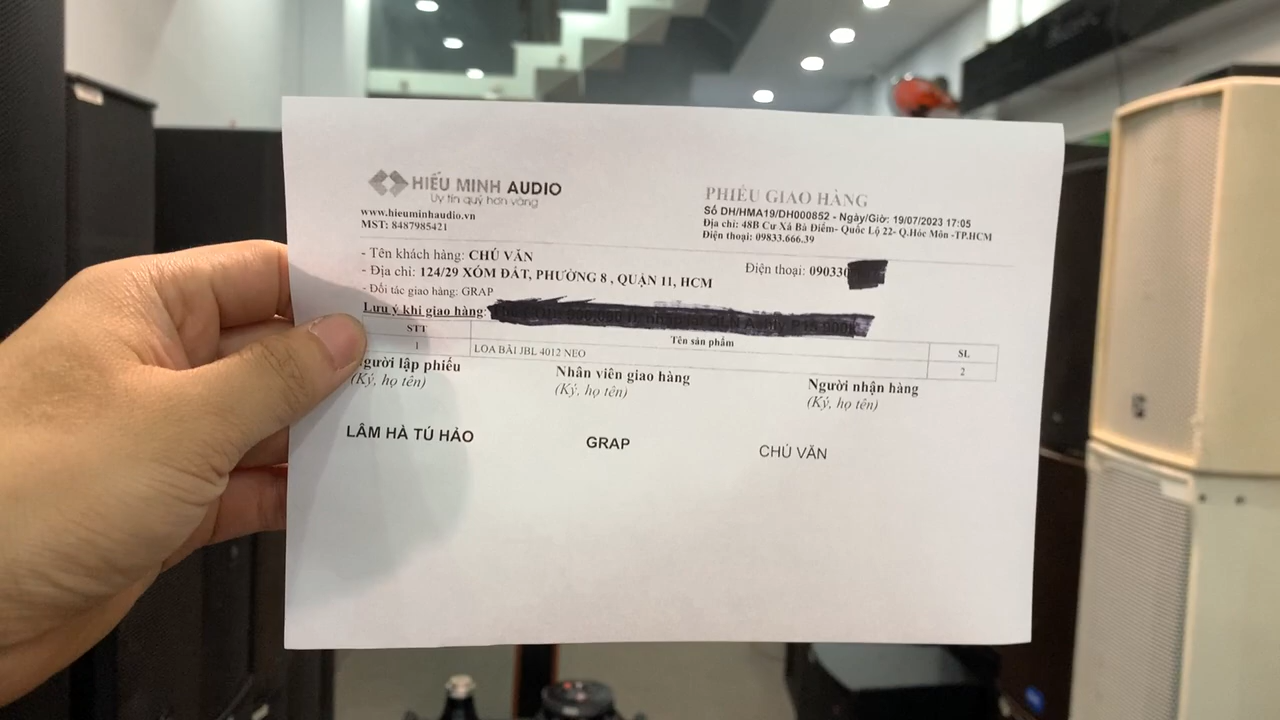 HIẾU MINH AUDIO
Uy tín quý hơn vàng
www.hieuminhaudio.vn
MST: 8487985421
PHIẾU GIAO HÀNG
Số DH/HMA19/DH000852 - Ngày/Giờ: 19/07/2023 17:05
Địa chỉ: 48B Cư Xá Bà Điểm- Quốc Lộ 22- Q.Hóc Môn -TP.HCM
Điện thoại: 09833.666.39
- Tên khách hàng: CHÚ VĂN
Điện thoại: 09033
- Địa chỉ: 124/29 XÓM ĐẤT, PHƯỜNG 8 , QUẬN 11, HCM
- Đối tác giao hàng: GRAP
Lưu ý khi giao hàng:
STT Tên sản phẩm SL
1 LOA BÃI JBL 4012 NEO 2
gười lập phiếu Nhân viên giao hàng Người nhận hàng
(Ký, họ tên) (Ký, họ tên) (Ký, họ tên)
LÂM HÀ TÚ HẢO GRAP CHÚ VĂN